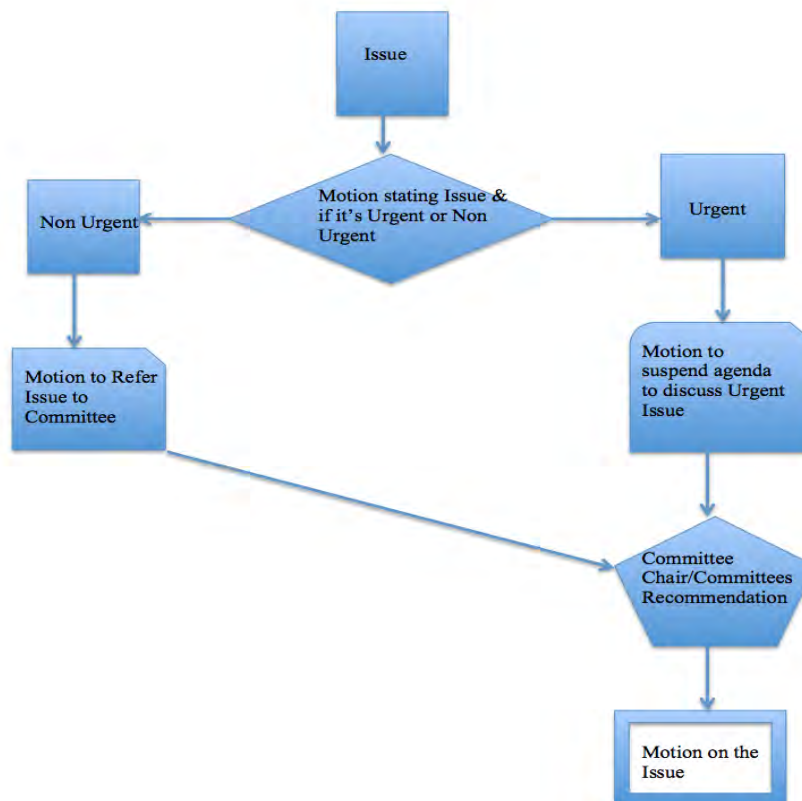 Issue
Motion stating Issue &
if it's Urgent or Non
Urgent
Non Urgent
Urgent
Motion to Refer
Issue to
Committee
Motion to
suspend agenda
to discuss Urgent
Issue
Committee
Chair/Committees
Recommendation
Motion on the
Issue